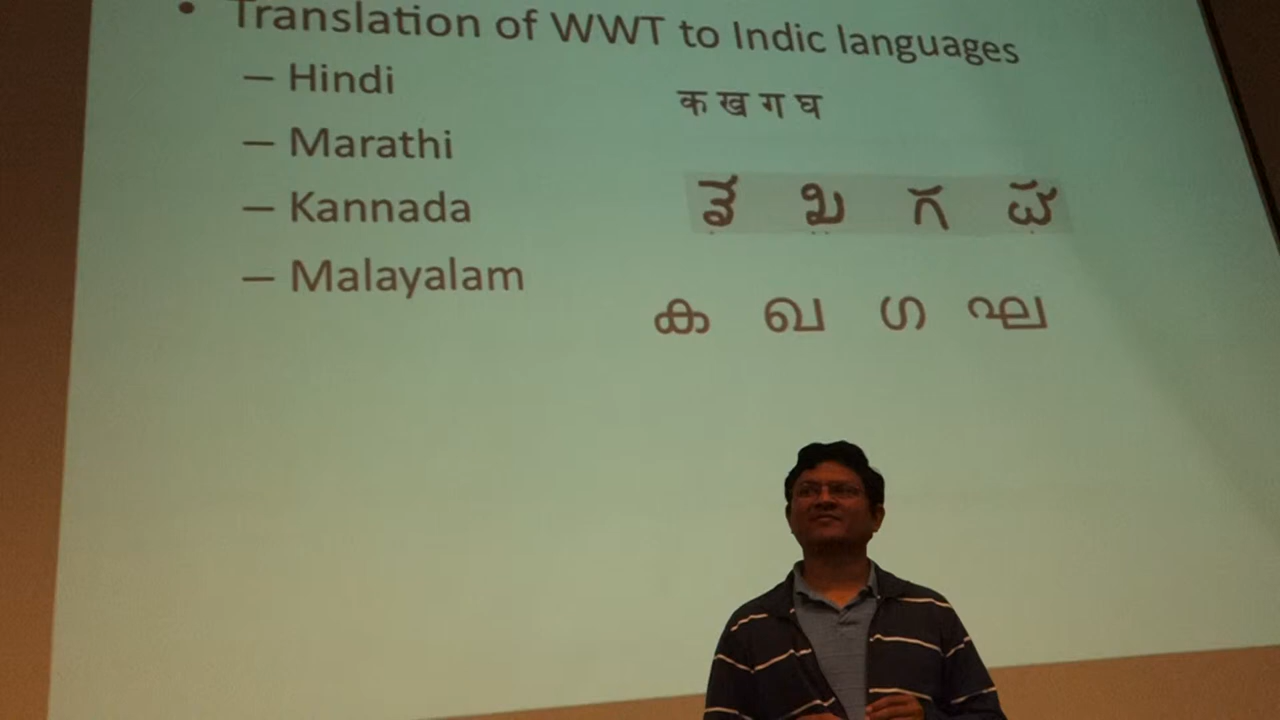 • Translation of WWT to Indic languages
– Hindi
क ख ग घ
– Marathi
– Kannada
ಕ ಖ ಗ ಘ
– Malayalam
ക ഖ ഗ ഘ